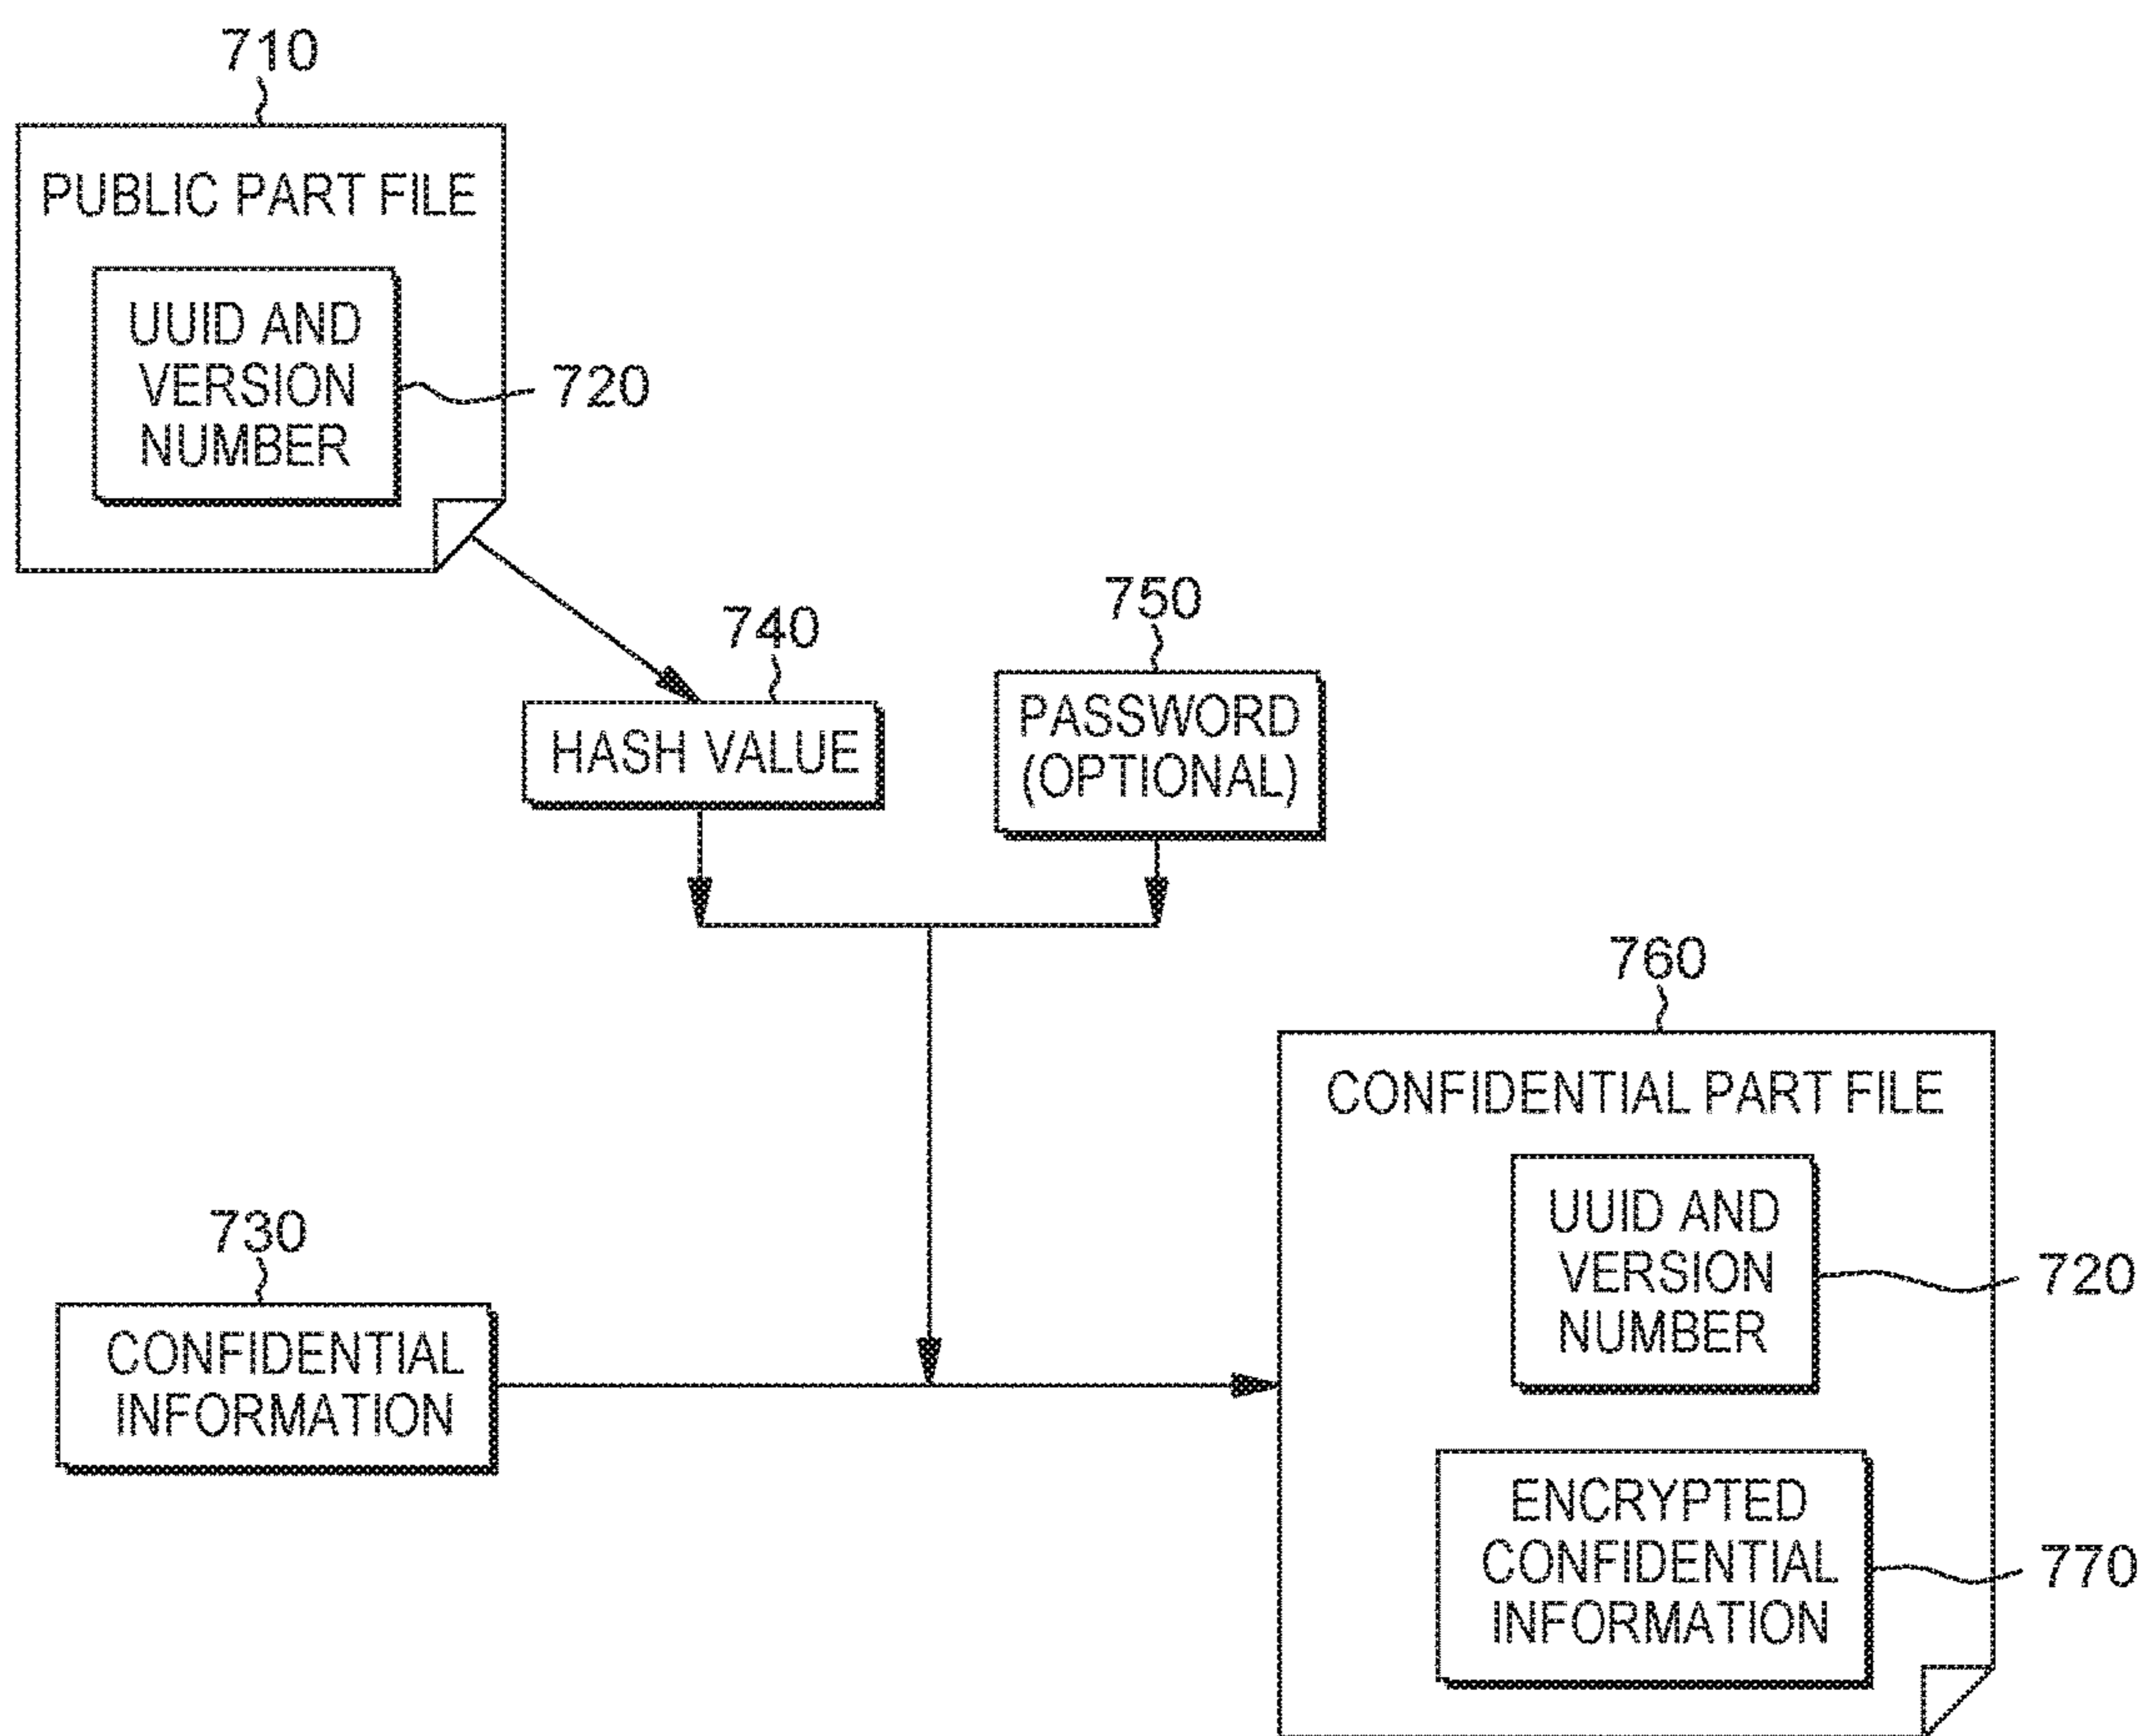 710
PUBLIC PART FILE
UUID AND
VERSION
NUMBER
720
740
HASH VALUE
750
PASSWORD
(OPTIONAL)
760
CONFIDENTIAL PART FILE
UUID AND
VERSION
NUMBER
720
730
CONFIDENTIAL
INFORMATION
ENCRYPTED
CONFIDENTIAL
INFORMATION
770